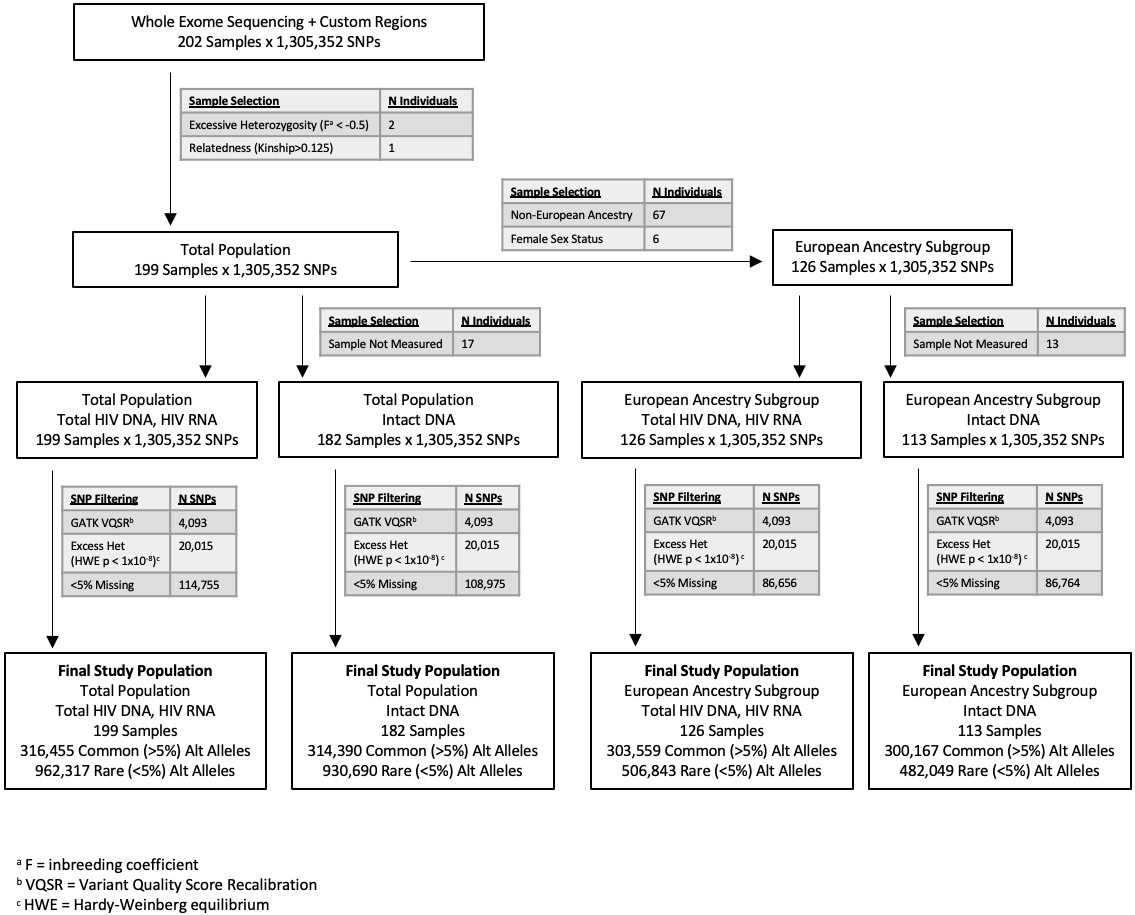 Whole Exome Sequencing + Custom Regions
202 Samples x 1,305,352 SNPs
Sample Selection N Individuals
Excessive Heterozygosity (Fᵃ < -0.5) 2
Relatedness (Kinship>0.125) 1
Sample Selection N Individuals
Non-European Ancestry 67
Female Sex Status 6
Total Population
199 Samples x 1,305,352 SNPs
European Ancestry Subgroup
126 Samples x 1,305,352 SNPs
Sample Selection N Individuals
Sample Not Measured 17
Sample Selection N Individuals
Sample Not Measured 13
Total Population
Total HIV DNA, HIV RNA
199 Samples x 1,305,352 SNPs
Total Population
Intact DNA
182 Samples x 1,305,352 SNPs
European Ancestry Subgroup
Total HIV DNA, HIV RNA
126 Samples x 1,305,352 SNPs
European Ancestry Subgroup
Intact DNA
113 Samples x 1,305,352 SNPs
SNP Filtering N SNPs
GATK VQSRᵇ 4,093
Excess Het 20,015
(HWE p < 1x10⁻⁸)ᶜ
<5% Missing 114,755
SNP Filtering N SNPs
GATK VQSRᵇ 4,093
Excess Het 20,015
(HWE p < 1x10⁻⁸) ᶜ
<5% Missing 108,975
SNP Filtering N SNPs
GATK VQSRᵇ 4,093
Excess Het 20,015
(HWE p < 1x10⁻⁸) ᶜ
<5% Missing 86,656
SNP Filtering N SNPs
GATK VQSRᵇ 4,093
Excess Het 20,015
(HWE p < 1x10⁻⁸) ᶜ
<5% Missing 86,764
Final Study Population
Total Population
Total HIV DNA, HIV RNA
199 Samples
316,455 Common (>5%) Alt Alleles
962,317 Rare (<5%) Alt Alleles
Final Study Population
Total Population
Intact DNA
182 Samples
314,390 Common (>5%) Alt Alleles
930,690 Rare (<5%) Alt Alleles
Final Study Population
European Ancestry Subgroup
Total HIV DNA, HIV RNA
126 Samples
303,559 Common (>5%) Alt Alleles
506,843 Rare (<5%) Alt Alleles
Final Study Population
European Ancestry Subgroup
Intact DNA
113 Samples
300,167 Common (>5%) Alt Alleles
482,049 Rare (<5%) Alt Alleles
ᵃ F = inbreeding coefficient
ᵇ VQSR = Variant Quality Score Recalibration
ᶜ HWE = Hardy-Weinberg equilibrium